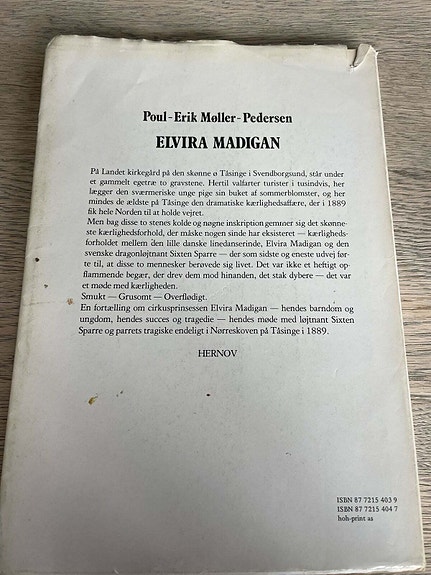 Poul-Erik Møller-Pedersen
ELVIRA MADIGAN
På Landet kirkegård på den skønne ø Tåsinge i Svendborgsund, står under
et gammelt egetræ to gravstene. Hertil valfarter turister i tusindvis, her
lægger den sværmeriske unge pige sin buket af sommerblomster, og her
mindes de ældste på Tåsinge den dramatiske kærlighedsaffære, der i 1889
fik hele Norden til at holde vejret.
Men bag disse to stenes kolde og nøgne inskription gemmer sig det skønne-
ste kærlighedsforhold, der måske nogen sinde har eksisteret — kærligheds-
forholdet mellem den lille danske linedanserinde, Elvira Madigan og den
svenske dragonløjtnant Sixten Sparre — der som sidste og eneste udvej før-
te til, at disse to mennesker berøvede sig livet. Det var ikke et heftigt op-
flammende begær, der drev dem mod hinanden, det stak dybere — det var
et møde med kærligheden.
Smukt — Grusomt — Overflødigt.
En fortælling om cirkusprinsessen Elvira Madigan — hendes barndom og
ungdom, hendes succes og tragedie — hendes møde med løjtnant Sixten
Sparre og parrets tragiske endeligt i Nørreskoven på Tåsinge i 1889.
HERNOV
ISBN 87 7215 403 9
ISBN 87 7215 404 7
hoh-print as